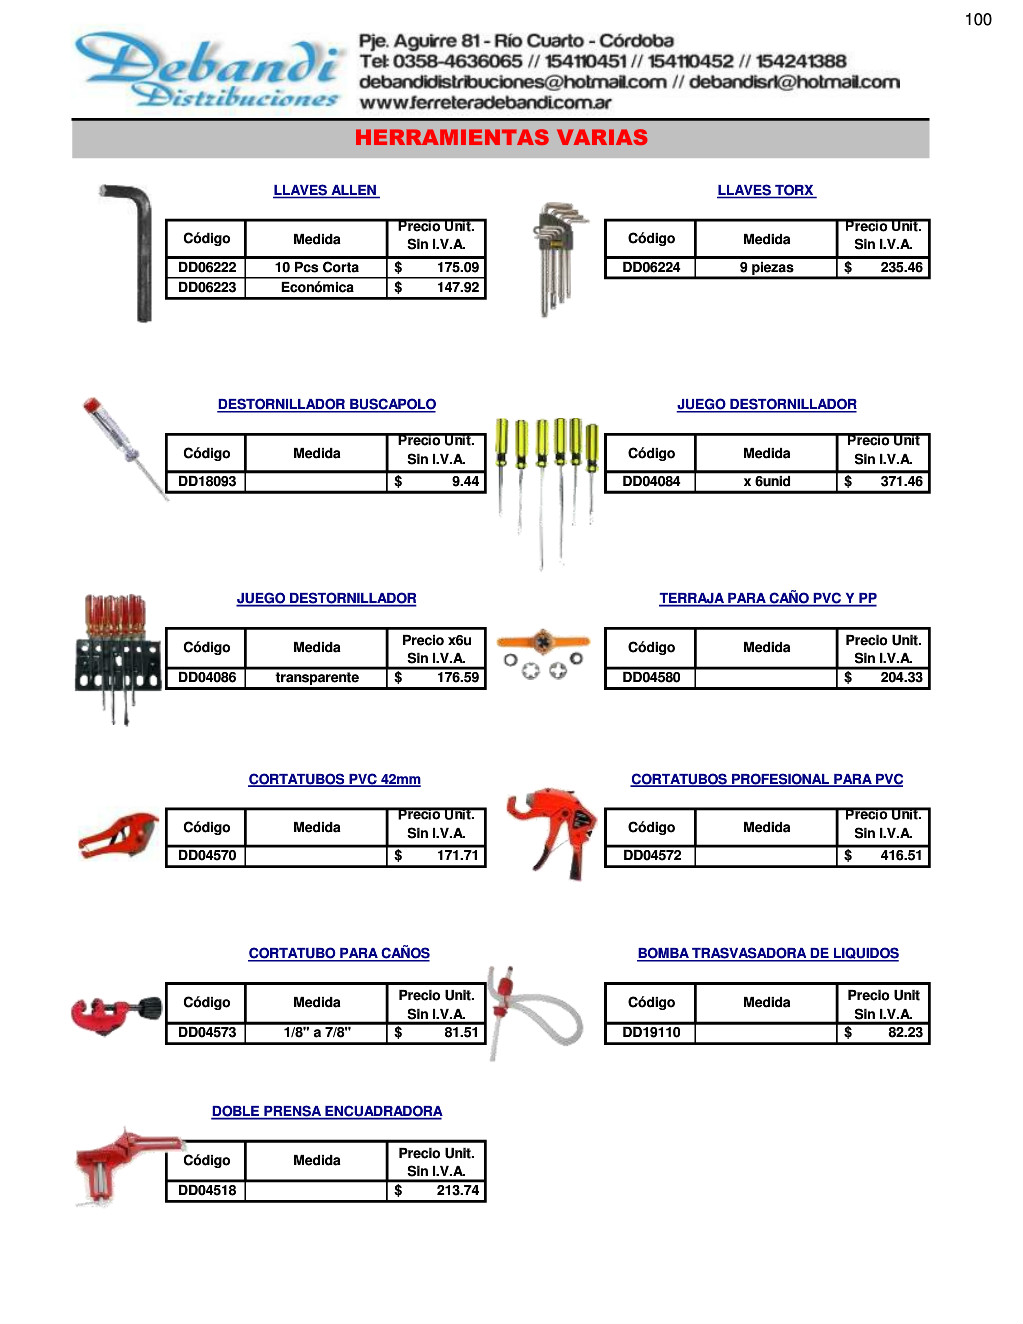 100
Debandi
Distribuciones
Pje. Aguirre 81 - Río Cuarto - Córdoba
Tel: 0358-4636065 // 154110451 // 154110452 // 154241388
debandidistribuciones@hotmail.com // debandisrl@hotmail.com
www.ferreteradebandi.com.ar
HERRAMIENTAS VARIAS
LLAVES ALLEN
Código Medida Precio Unit. Sin I.V.A.
DD06222 10 Pcs Corta $ 175.09
DD06223 Económica $ 147.92
LLAVES TORX
Código Medida Precio Unit. Sin I.V.A.
DD06224 9 piezas $ 235.46
DESTORNILLADOR BUSCAPOLO
Código Medida Precio Unit. Sin I.V.A.
DD18093 $ 9.44
JUEGO DESTORNILLADOR
Código Medida Precio Unit Sin I.V.A.
DD04084 x 6unid $ 371.46
JUEGO DESTORNILLADOR
Código Medida Precio x6u Sin I.V.A.
DD04086 transparente $ 176.59
TERRAJA PARA CAÑO PVC Y PP
Código Medida Precio Unit. Sin I.V.A.
DD04580 $ 204.33
CORTATUBOS PVC 42mm
Código Medida Precio Unit. Sin I.V.A.
DD04570 $ 171.71
CORTATUBOS PROFESIONAL PARA PVC
Código Medida Precio Unit. Sin I.V.A.
DD04572 $ 416.51
CORTATUBO PARA CAÑOS
Código Medida Precio Unit. Sin I.V.A.
DD04573 1/8" a 7/8" $ 81.51
BOMBA TRASVASADORA DE LIQUIDOS
Código Medida Precio Unit Sin I.V.A.
DD19110 $ 82.23
DOBLE PRENSA ENCUADRADORA
Código Medida Precio Unit. Sin I.V.A.
DD04518 $ 213.74